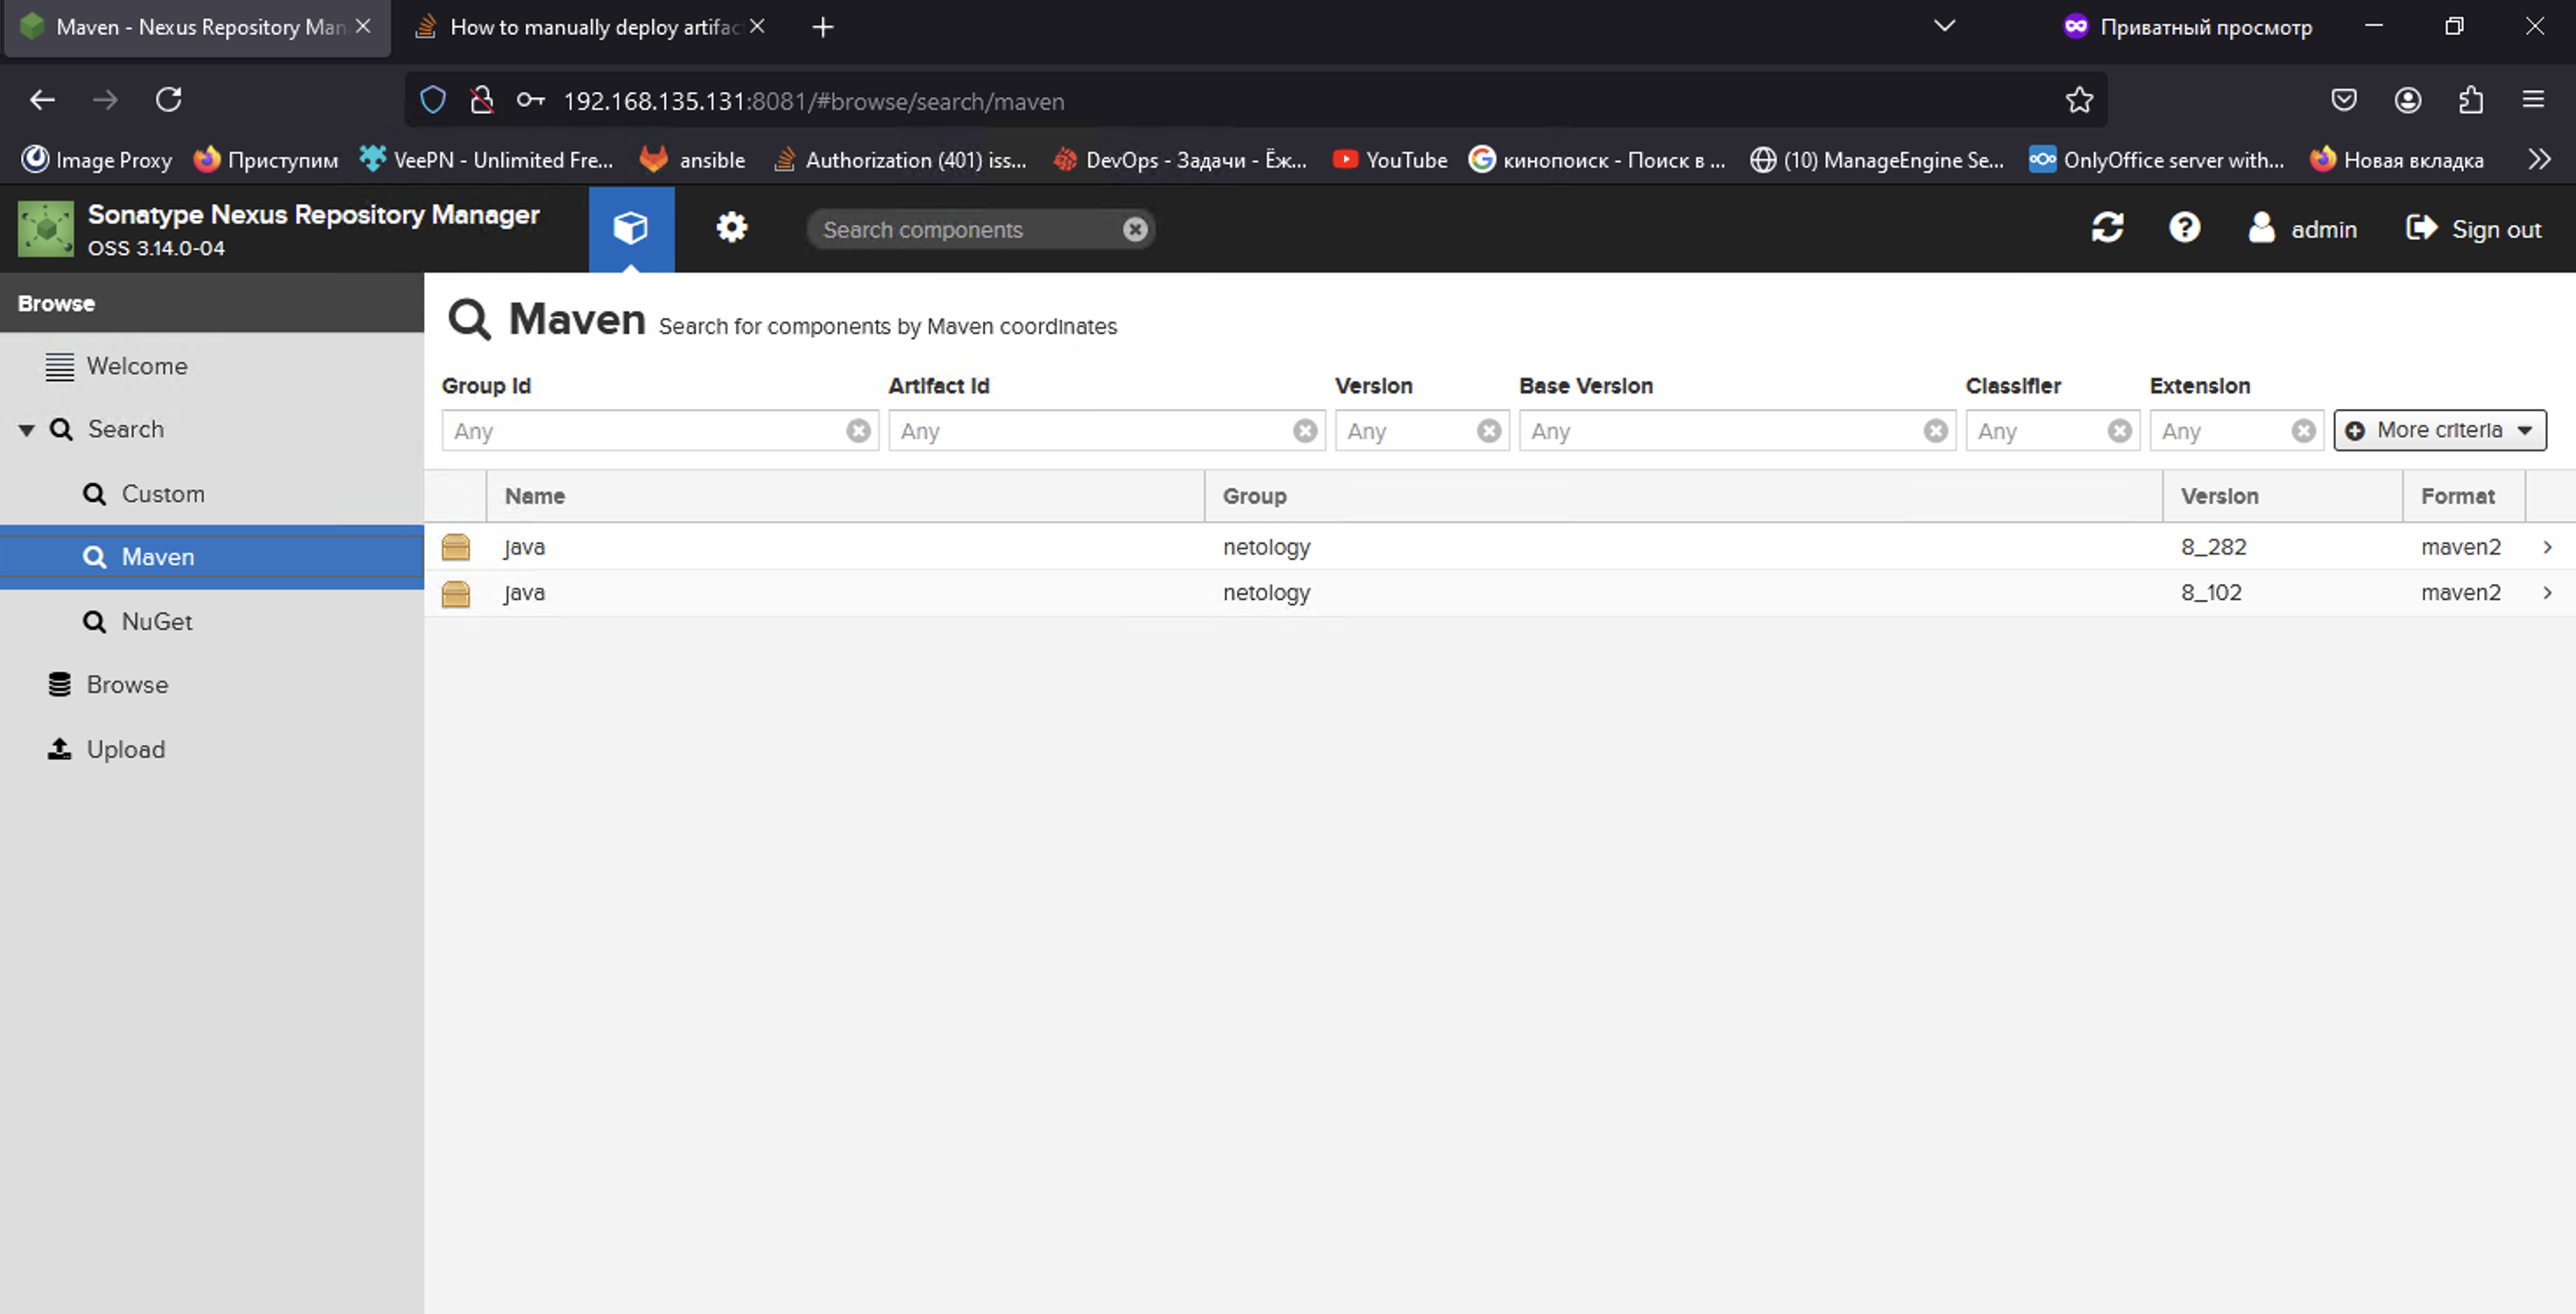 Maven - Nexus Repository Man
How to manually deploy artifac
Приватный просмотр
192.168.135.131:8081/#browse/search/maven
Image Proxy
Приступим
VeePN - Unlimited Fre...
ansible
Authorization (401) iss...
DevOps - Задачи - Ёж...
YouTube
кинопоиск - Поиск в ...
(10) ManageEngine Se...
OnlyOffice server with...
Новая вкладка
Sonatype Nexus Repository Manager
OSS 3.14.0-04
Search components
admin
Sign out
Browse
Welcome
Search
Custom
Maven
NuGet
Browse
Upload
Maven Search for components by Maven coordinates
Group Id
Artifact Id
Version
Base Version
Classifier
Extension
Any
Any
Any
Any
Any
Any
More criteria
Name Group Version Format
java netology 8_282 maven2
java netology 8_102 maven2